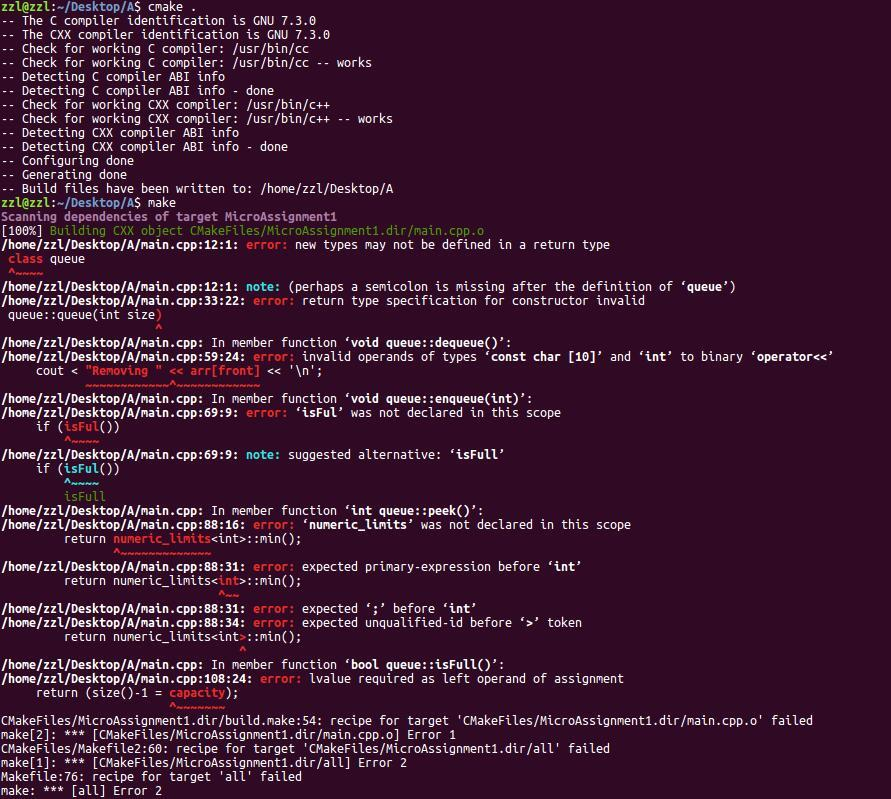 zzl@zzl:~/Desktop/A$ cmake .
-- The C compiler identification is GNU 7.3.0
-- The CXX compiler identification is GNU 7.3.0
-- Check for working C compiler: /usr/bin/cc
-- Check for working C compiler: /usr/bin/cc -- works
-- Detecting C compiler ABI info
-- Detecting C compiler ABI info - done
-- Check for working CXX compiler: /usr/bin/c++
-- Check for working CXX compiler: /usr/bin/c++ -- works
-- Detecting CXX compiler ABI info
-- Detecting CXX compiler ABI info - done
-- Configuring done
-- Generating done
-- Build files have been written to: /home/zzl/Desktop/A
zzl@zzl:~/Desktop/A$ make
Scanning dependencies of target MicroAssignment1
[100%] Building CXX object CMakeFiles/MicroAssignment1.dir/main.cpp.o
/home/zzl/Desktop/A/main.cpp:12:1: error: new types may not be defined in a return type
 class queue
 ^~~~~
/home/zzl/Desktop/A/main.cpp:12:1: note: (perhaps a semicolon is missing after the definition of ‘queue’)
/home/zzl/Desktop/A/main.cpp:33:22: error: return type specification for constructor invalid
 queue::queue(int size)
                      ^
/home/zzl/Desktop/A/main.cpp: In member function ‘void queue::dequeue()’:
/home/zzl/Desktop/A/main.cpp:59:24: error: invalid operands of types ‘const char [10]’ and ‘int’ to binary ‘operator<<’
     cout < "Removing " << arr[front] << '\n';
            ~~~~~~~~~~~~^~~~~~~~~~~~~
/home/zzl/Desktop/A/main.cpp: In member function ‘void queue::enqueue(int)’:
/home/zzl/Desktop/A/main.cpp:69:9: error: ‘isFul’ was not declared in this scope
     if (isFul())
         ^~~~~
/home/zzl/Desktop/A/main.cpp:69:9: note: suggested alternative: ‘isFull’
     if (isFul())
         ^~~~~
         isFull
/home/zzl/Desktop/A/main.cpp: In member function ‘int queue::peek()’:
/home/zzl/Desktop/A/main.cpp:88:16: error: ‘numeric_limits’ was not declared in this scope
         return numeric_limits<int>::min();
                ^~~~~~~~~~~~~~
/home/zzl/Desktop/A/main.cpp:88:31: error: expected primary-expression before ‘int’
         return numeric_limits<int>::min();
                               ^~~
/home/zzl/Desktop/A/main.cpp:88:31: error: expected ‘;’ before ‘int’
/home/zzl/Desktop/A/main.cpp:88:34: error: expected unqualified-id before ‘>’ token
         return numeric_limits<int>::min();
                                  ^
/home/zzl/Desktop/A/main.cpp: In member function ‘bool queue::isFull()’:
/home/zzl/Desktop/A/main.cpp:108:24: error: lvalue required as left operand of assignment
     return (size()-1 = capacity);
                        ^~~~~~~~
CMakeFiles/MicroAssignment1.dir/build.make:54: recipe for target 'CMakeFiles/MicroAssignment1.dir/main.cpp.o' failed
make[2]: *** [CMakeFiles/MicroAssignment1.dir/main.cpp.o] Error 1
CMakeFiles/Makefile2:60: recipe for target 'CMakeFiles/MicroAssignment1.dir/all' failed
make[1]: *** [CMakeFiles/MicroAssignment1.dir/all] Error 2
Makefile:76: recipe for target 'all' failed
make: *** [all] Error 2